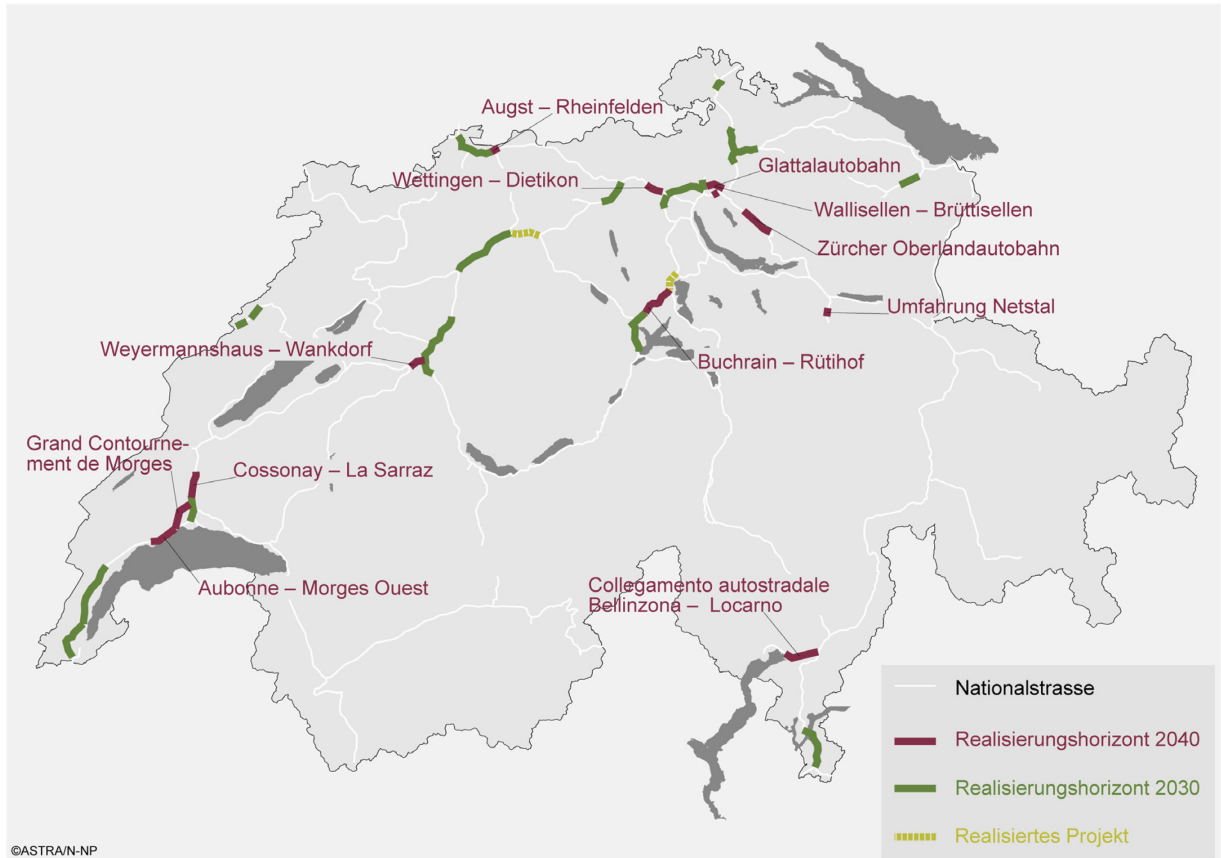 Augst – Rheinfelden
Wettingen – Dietikon
Glattalautobahn
Wallisellen – Brüttisellen
Zürcher Oberlandautobahn
Umfahrung Netstal
Weyermannshaus – Wankdorf
Buchrain – Rütihof
Grand Contourne-
ment de Morges
Cossonay – La Sarraz
Aubonne – Morges Ouest
Collegamento autostradale
Bellinzona – Locarno
Nationalstrasse
Realisierungshorizont 2040
Realisierungshorizont 2030
Realisiertes Projekt
©ASTRA/N-NP